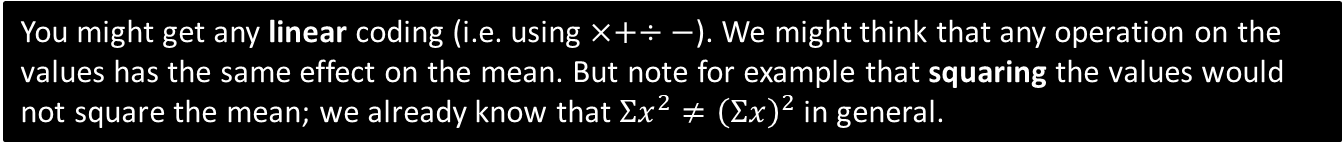 You might get any linear coding (i.e. using ×+÷ −). We might think that any operation on the
values has the same effect on the mean. But note for example that squaring the values would
not square the mean; we already know that Σx² ≠ (Σx)² in general.